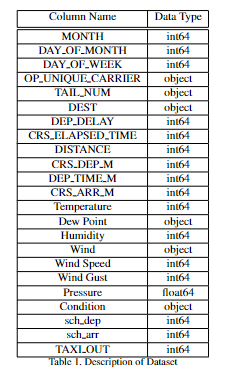 Column Name Data Type
MONTH int64
DAY_OF_MONTH int64
DAY_OF_WEEK int64
OP_UNIQUE_CARRIER object
TAIL_NUM object
DEST object
DEP_DELAY int64
CRS_ELAPSED_TIME int64
DISTANCE int64
CRS_DEP_M int64
DEP_TIME_M int64
CRS_ARR_M int64
Temperature int64
Dew Point object
Humidity int64
Wind object
Wind Speed int64
Wind Gust int64
Pressure float64
Condition object
sch_dep int64
sch_arr int64
TAXI_OUT int64
Table 1. Description of Dataset